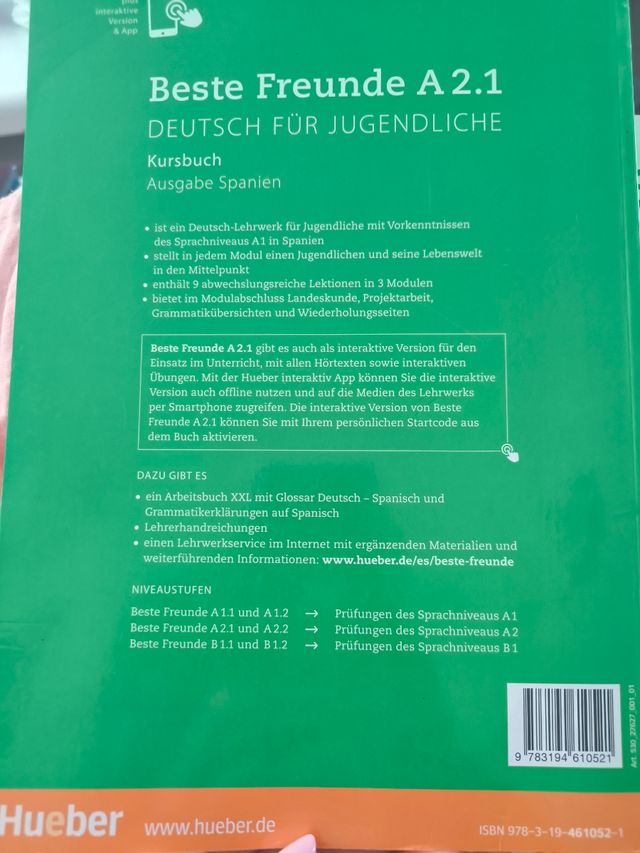 plus
interaktive
Version
& App
Beste Freunde A 2.1
DEUTSCH FÜR JUGENDLICHE
Kursbuch
Ausgabe Spanien
• ist ein Deutsch-Lehrwerk für Jugendliche mit Vorkenntnissen
des Sprachniveaus A1 in Spanien
• stellt in jedem Modul einen Jugendlichen und seine Lebenswelt
in den Mittelpunkt
• enthält 9 abwechslungsreiche Lektionen in 3 Modulen
• bietet im Modulabschluss Landeskunde, Projektarbeit,
Grammatikübersichten und Wiederholungsseiten
Beste Freunde A 2.1 gibt es auch als interaktive Version für den
Einsatz im Unterricht, mit allen Hörtexten sowie interaktiven
Übungen. Mit der Hueber interaktiv App können Sie die interaktive
Version auch offline nutzen und auf die Medien des Lehrwerks
per Smartphone zugreifen. Die interaktive Version von Beste
Freunde A 2.1 können Sie mit Ihrem persönlichen Startcode aus
dem Buch aktivieren.
DAZU GIBT ES
• ein Arbeitsbuch XXL mit Glossar Deutsch – Spanisch und
Grammatikerklärungen auf Spanisch
• Lehrerhandreichungen
• einen Lehrwerkservice im Internet mit ergänzenden Materialien und
weiterführenden Informationen: www.hueber.de/es/beste-freunde
NIVEAUSTUFEN
Beste Freunde A 1.1 und A 1.2 → Prüfungen des Sprachniveaus A 1
Beste Freunde A 2.1 und A 2.2 → Prüfungen des Sprachniveaus A 2
Beste Freunde B 1.1 und B 1.2 → Prüfungen des Sprachniveaus B 1
9 783194 610521
Art. 530_27627_001_01
Hueber www.hueber.de ISBN 978-3-19-461052-1